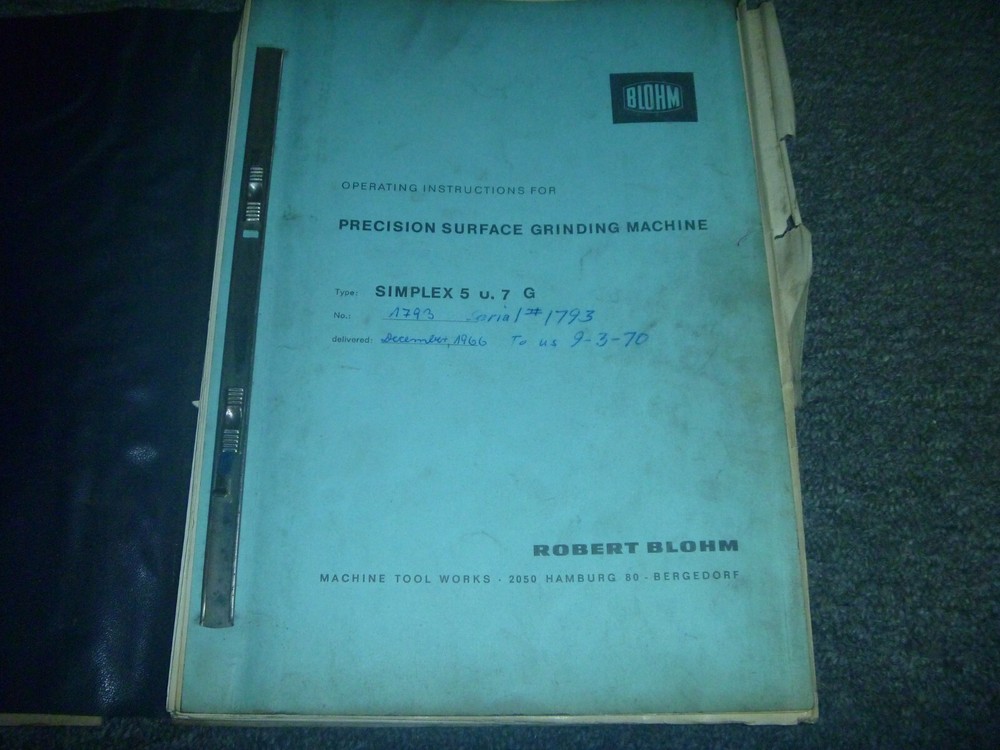 BLOHM
OPERATING INSTRUCTIONS FOR
PRECISION SURFACE GRINDING MACHINE
Type: SIMPLEX 5 u. 7 G
No.: 1793 Serial # 1793
delivered: December, 1966 To us 9-3-70
ROBERT BLOHM
MACHINE TOOL WORKS · 2050 HAMBURG 80 - BERGEDORF